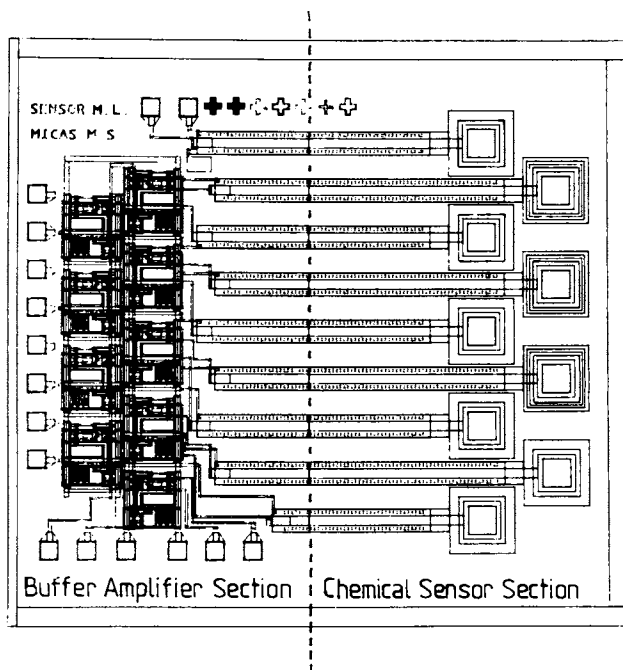 SENSOR M.L.
MICAS M S
Buffer Amplifier Section
Chemical Sensor Section